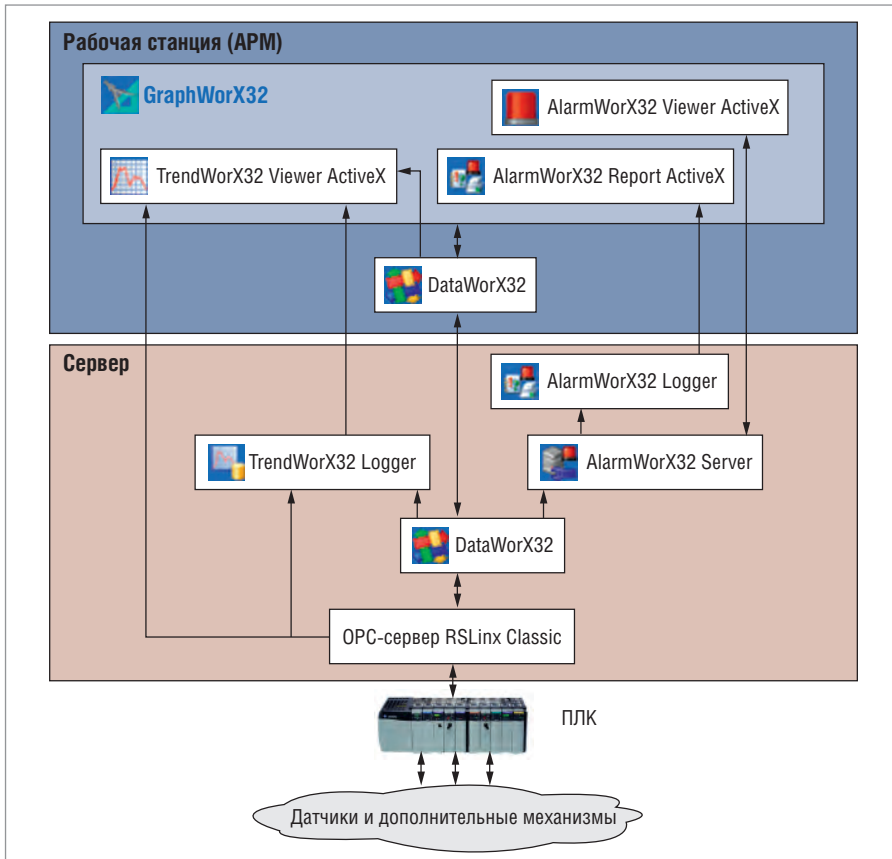 Рабочая станция (АРМ)
GraphWorX32
AlarmWorX32 Viewer ActiveX
TrendWorX32 Viewer ActiveX
AlarmWorX32 Report ActiveX
DataWorX32
Сервер
AlarmWorX32 Logger
TrendWorX32 Logger
AlarmWorX32 Server
DataWorX32
OPC-сервер RSLinx Classic
ПЛК
Датчики и дополнительные механизмы